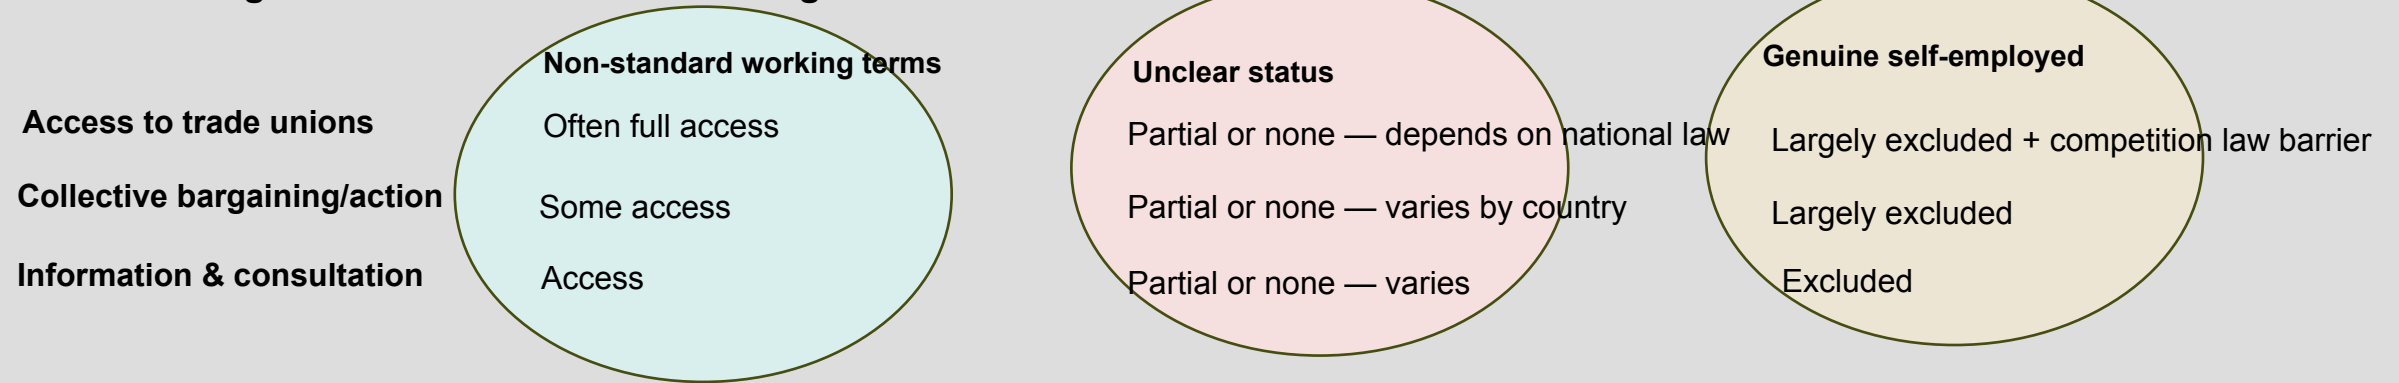 Non-standard working terms
Unclear status
Genuine self-employed
Access to trade unions
Often full access
Partial or none — depends on national law
Largely excluded + competition law barrier
Collective bargaining/action
Some access
Partial or none — varies by country
Largely excluded
Information & consultation
Access
Partial or none — varies
Excluded